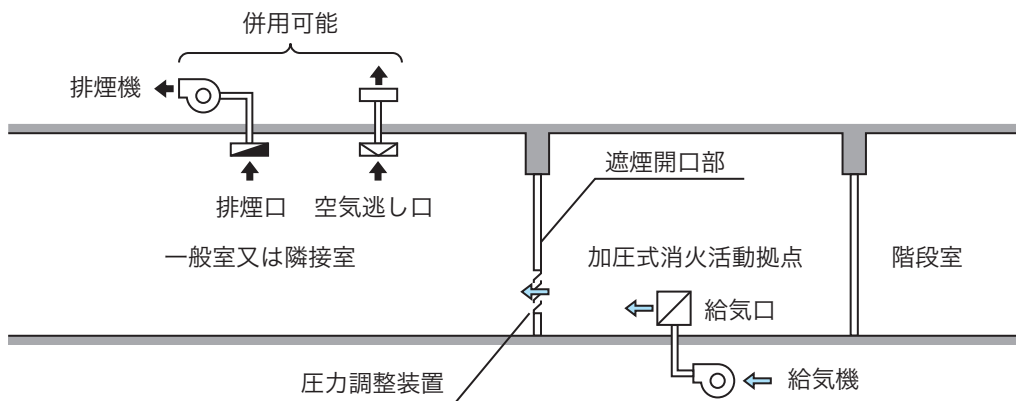 併用可能
排煙機
遮煙開口部
排煙口
空気逃し口
一般室又は隣接室
加圧式消火活動拠点
階段室
給気口
圧力調整装置
給気機